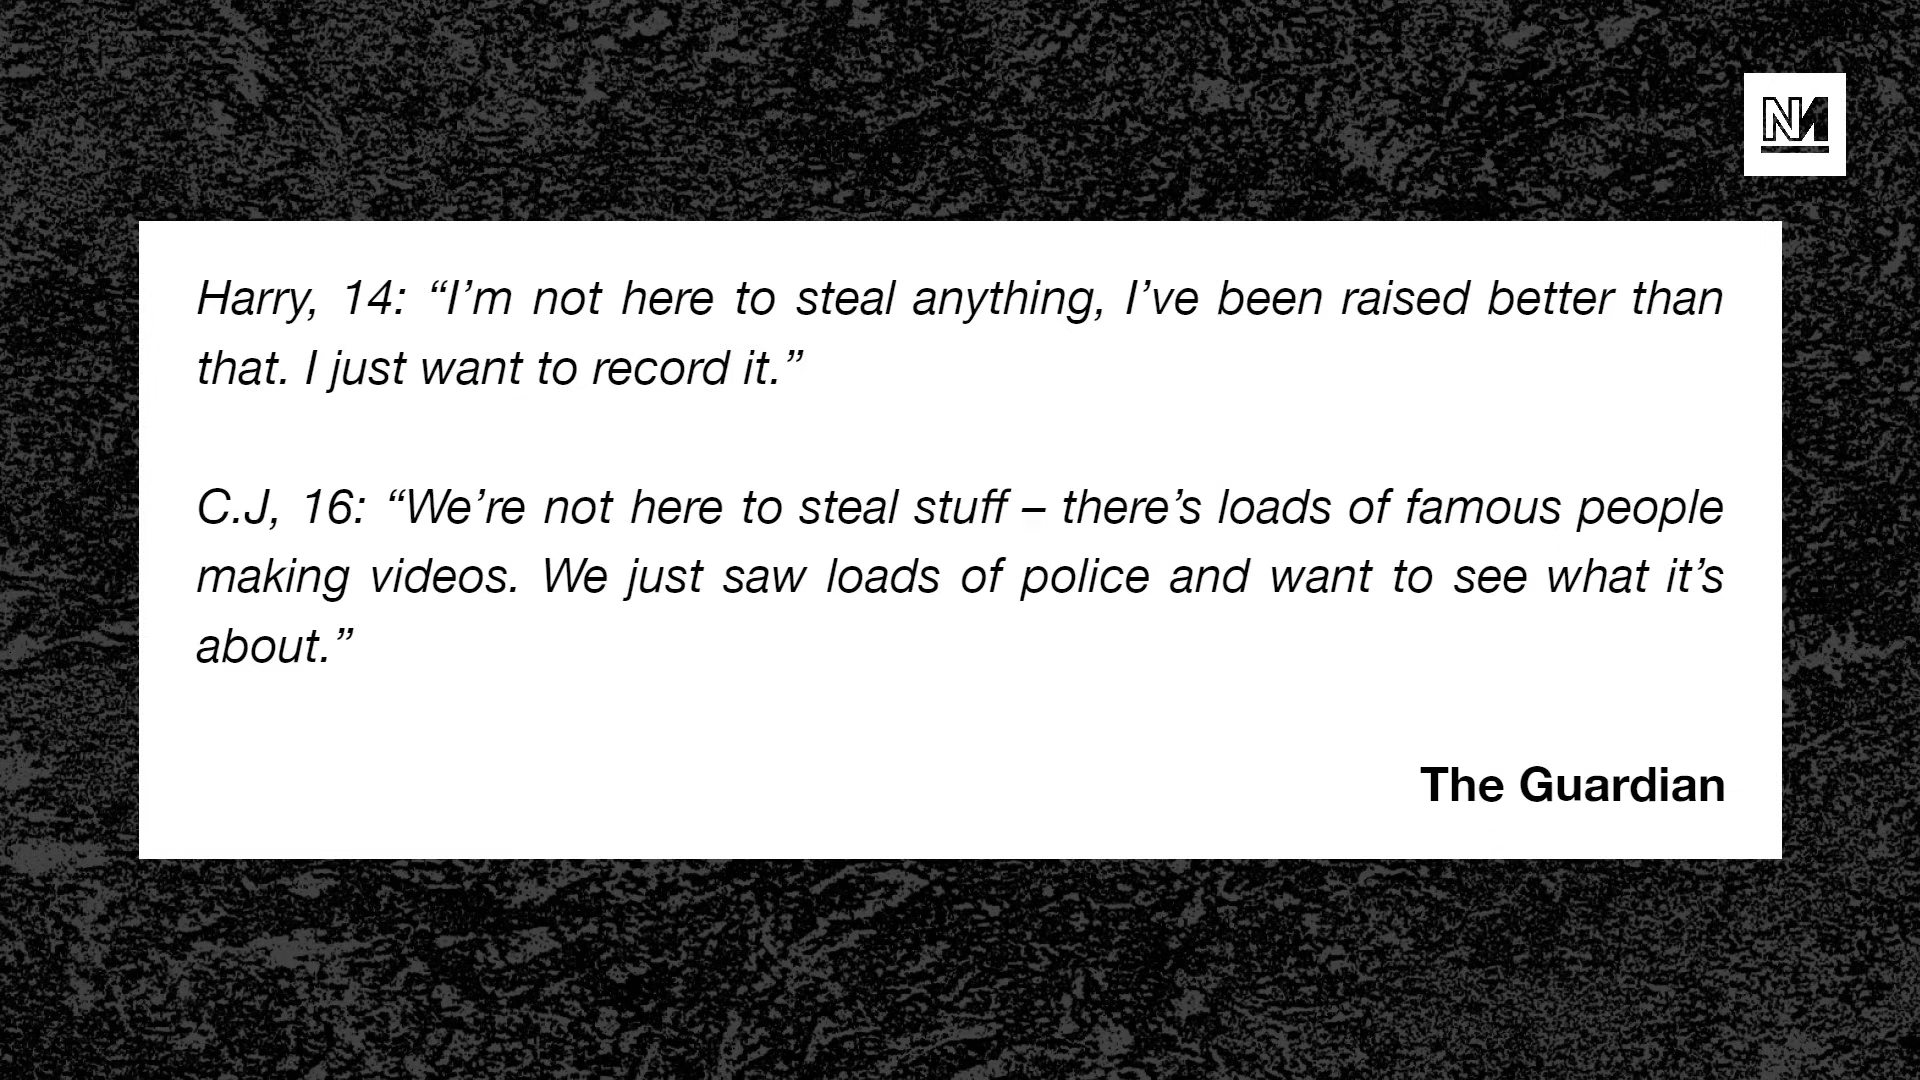 NM
Harry, 14: “I’m not here to steal anything, I’ve been raised better than
that. I just want to record it.”
C.J, 16: “We’re not here to steal stuff – there’s loads of famous people
making videos. We just saw loads of police and want to see what it’s
about.”
The Guardian